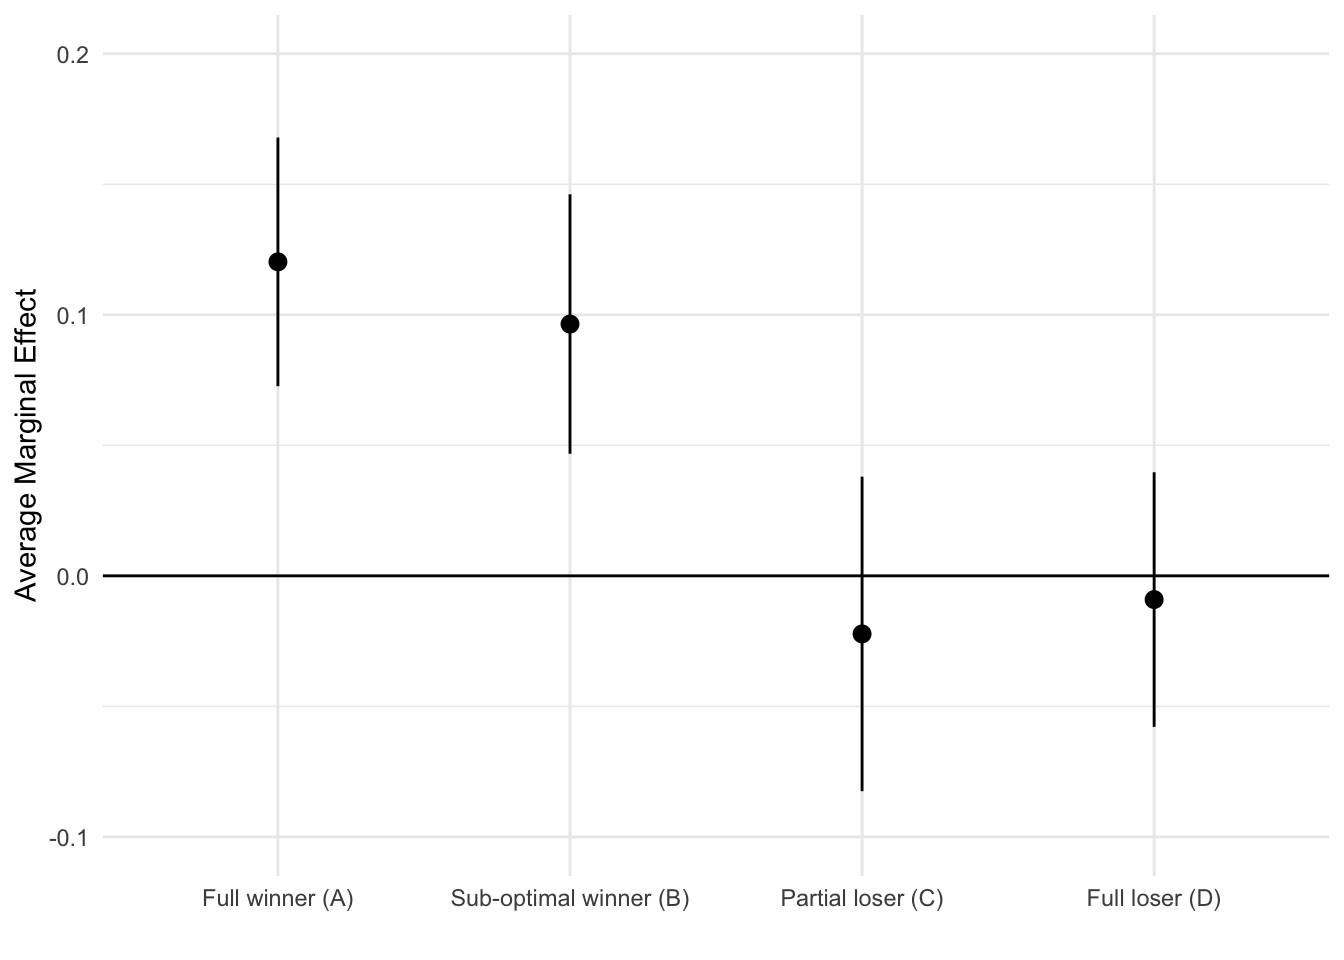 Average Marginal Effect
0.2
0.1
0.0
-0.1
Full winner (A)
Sub-optimal winner (B)
Partial loser (C)
Full loser (D)